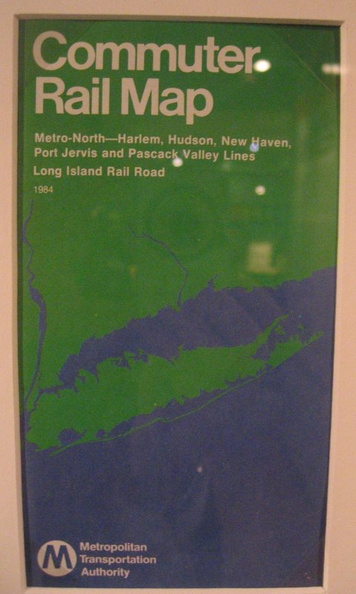 Commuter
Rail Map
Metro-North—Harlem, Hudson, New Haven,
Port Jervis and Pascack Valley Lines
Long Island Rail Road
1984
M
Metropolitan
Transportation
Authority